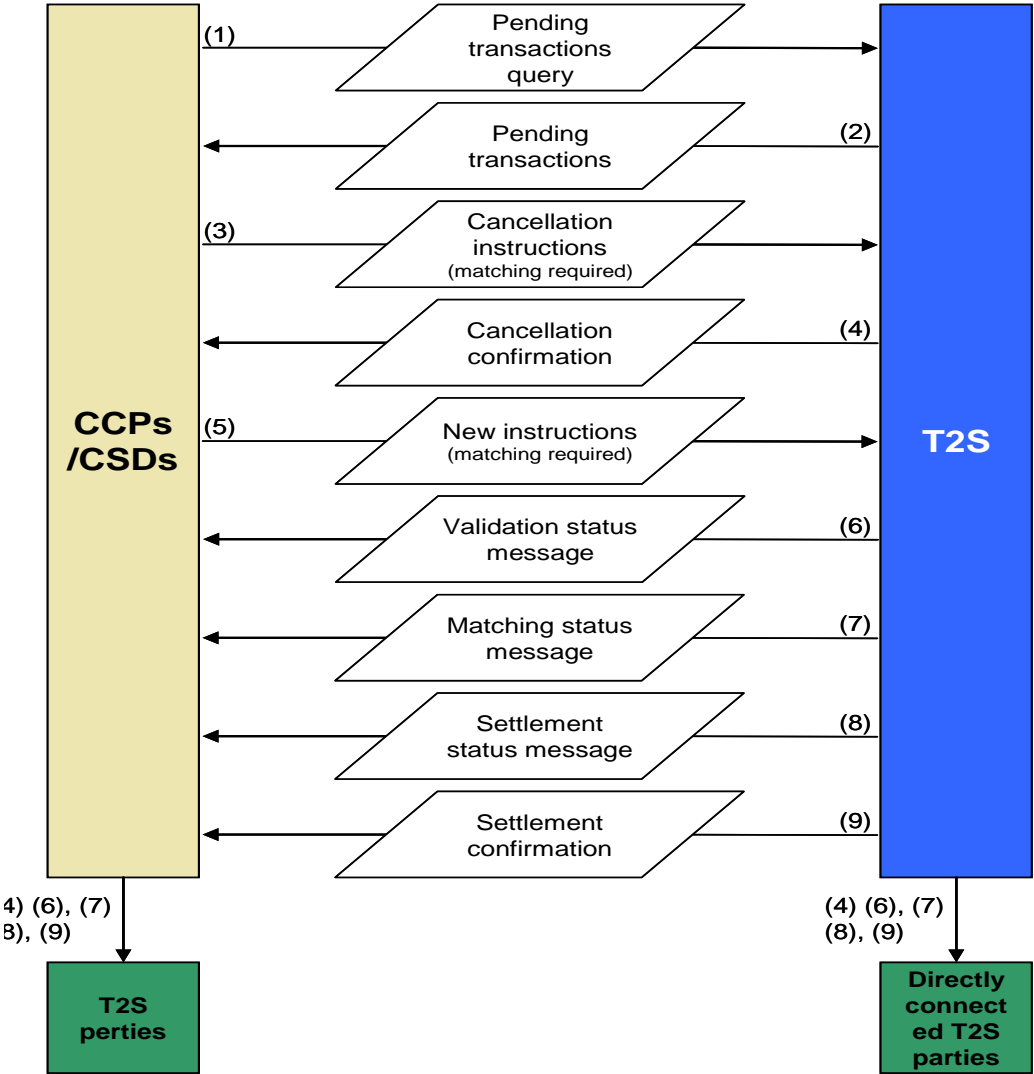 (1)
Pending
transactions
query
Pending
transactions
(2)
(3)
Cancellation
instructions
(matching required)
Cancellation
confirmation
(4)
CCPs
/CSDs
(5)
New instructions
(matching required)
T2S
Validation status
message
(6)
Matching status
message
(7)
Settlement
status message
(8)
Settlement
confirmation
(9)
4) (6), (7)
8), (9)
(4) (6), (7)
(8), (9)
T2S
perties
Directly
connect
ed T2S
parties